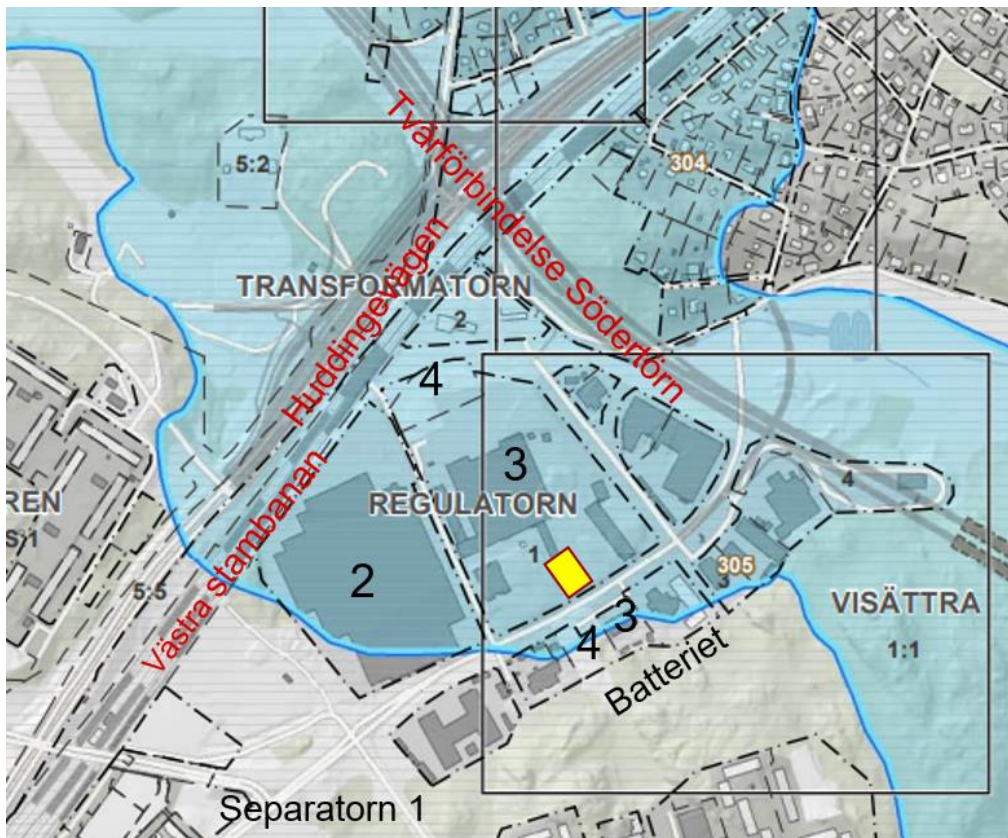 5:2
304
Tvärförbindelse Södertörn
TRANSFORMATORN
2
Huddingevägen
4
3
REGULATORN
REN
S:1
4
1
2
305
3
5:5
VISÄTTRA
1:1
Västra stambanan
3
4
Batteriet
Separatorn 1